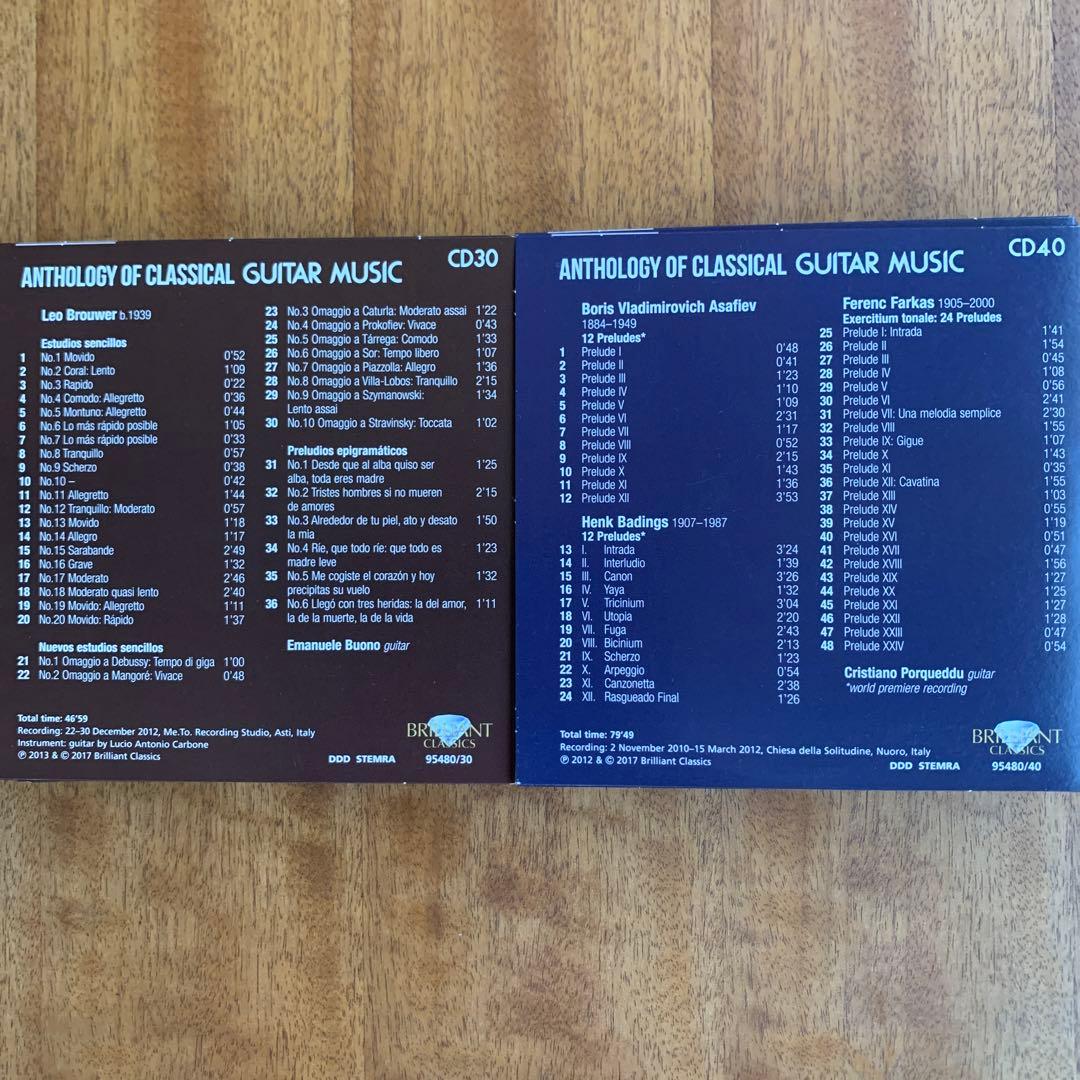 ANTHOLOGY OF CLASSICAL GUITAR MUSIC
CD30
Leo Brouwer b.1939
Estudios sencillos
1 No.1 Movido 0'52
2 No.2 Coral: Lento 1'09
3 No.3 Rapido 0'22
4 No.4 Comodo: Allegretto 0'36
5 No.5 Montuno: Allegretto 0'44
6 No.6 Lo más rápido posible 1'05
7 No.7 Lo más rápido posible 0'33
8 No.8 Tranquillo 0'57
9 No.9 Scherzo 0'38
10 No.10 – 0'42
11 No.11 Allegretto 1'44
12 No.12 Tranquillo: Moderato 0'57
13 No.13 Movido 1'18
14 No.14 Allegro 1'17
15 No.15 Sarabande 2'49
16 No.16 Grave 1'32
17 No.17 Moderato 2'46
18 No.18 Moderato quasi lento 2'40
19 No.19 Movido: Allegretto 1'11
20 No.20 Movido: Rápido 1'37
Nuevos estudios sencillos
21 No.1 Omaggio a Debussy: Tempo di giga 1'00
22 No.2 Omaggio a Mangoré: Vivace 0'48
23 No.3 Omaggio a Caturla: Moderato assai 1'22
24 No.4 Omaggio a Prokofiev: Vivace 0'43
25 No.5 Omaggio a Tárrega: Comodo 1'33
26 No.6 Omaggio a Sor: Tempo libero 1'07
27 No.7 Omaggio a Piazzolla: Allegro 1'36
28 No.8 Omaggio a Villa-Lobos: Tranquillo 2'15
29 No.9 Omaggio a Szymanowski: 1'34
Lento assai
30 No.10 Omaggio a Stravinsky: Toccata 1'02
Preludios epigramáticos
31 No.1 Desde que al alba quiso ser 1'25
alba, toda eres madre
32 No.2 Tristes hombres si no mueren 2'15
de amores
33 No.3 Alrededor de tu piel, ato y desato 1'50
la mia
34 No.4 Ríe, que todo ríe: que todo es 1'23
madre leve
35 No.5 Me cogiste el corazón y hoy 1'32
precipitas su vuelo
36 No.6 Llegó con tres heridas: la del amor, 1'11
la de la muerte, la de la vida
Emanuele Buono guitar
Total time: 46'59
Recording: 22–30 December 2012, Me.To. Recording Studio, Asti, Italy
Instrument: guitar by Lucio Antonio Carbone
℗ 2013 & © 2017 Brilliant Classics
DDD STEMRA
BRILLIANT
CLASSICS
95480/30
ANTHOLOGY OF CLASSICAL GUITAR MUSIC
CD40
Boris Vladimirovich Asafiev
1884–1949
12 Preludes*
1 Prelude I 0'48
2 Prelude II 0'41
3 Prelude III 1'23
4 Prelude IV 1'10
5 Prelude V 1'09
6 Prelude VI 2'31
7 Prelude VII 1'17
8 Prelude VIII 0'52
9 Prelude IX 2'15
10 Prelude X 1'43
11 Prelude XI 1'36
12 Prelude XII 3'53
Henk Badings 1907–1987
12 Preludes*
13 I. Intrada 3'24
14 II. Interludio 1'39
15 III. Canon 3'26
16 IV. Yaya 1'32
17 V. Tricinium 3'04
18 VI. Utopia 2'20
19 VII. Fuga 2'43
20 VIII. Bicinium 2'13
21 IX. Scherzo 1'23
22 X. Arpeggio 0'54
23 XI. Canzonetta 2'38
24 XII. Rasgueado Final 1'26
Ferenc Farkas 1905–2000
Exercitium tonale: 24 Preludes
25 Prelude I: Intrada 1'41
26 Prelude II 1'54
27 Prelude III 0'45
28 Prelude IV 1'08
29 Prelude V 0'56
30 Prelude VI 2'41
31 Prelude VII: Una melodia semplice 2'30
32 Prelude VIII 1'55
33 Prelude IX: Gigue 1'07
34 Prelude X 1'43
35 Prelude XI 0'35
36 Prelude XII: Cavatina 1'55
37 Prelude XIII 1'03
38 Prelude XIV 0'55
39 Prelude XV 1'19
40 Prelude XVI 0'51
41 Prelude XVII 0'47
42 Prelude XVIII 1'56
43 Prelude XIX 1'27
44 Prelude XX 1'25
45 Prelude XXI 1'27
46 Prelude XXII 1'28
47 Prelude XXIII 0'47
48 Prelude XXIV 0'54
Cristiano Porqueddu guitar
*world premiere recording
Total time: 79'49
Recording: 2 November 2010–15 March 2012, Chiesa della Solitudine, Nuoro, Italy
℗ 2012 & © 2017 Brilliant Classics
DDD STEMRA
BRILLIANT
CLASSICS
95480/40